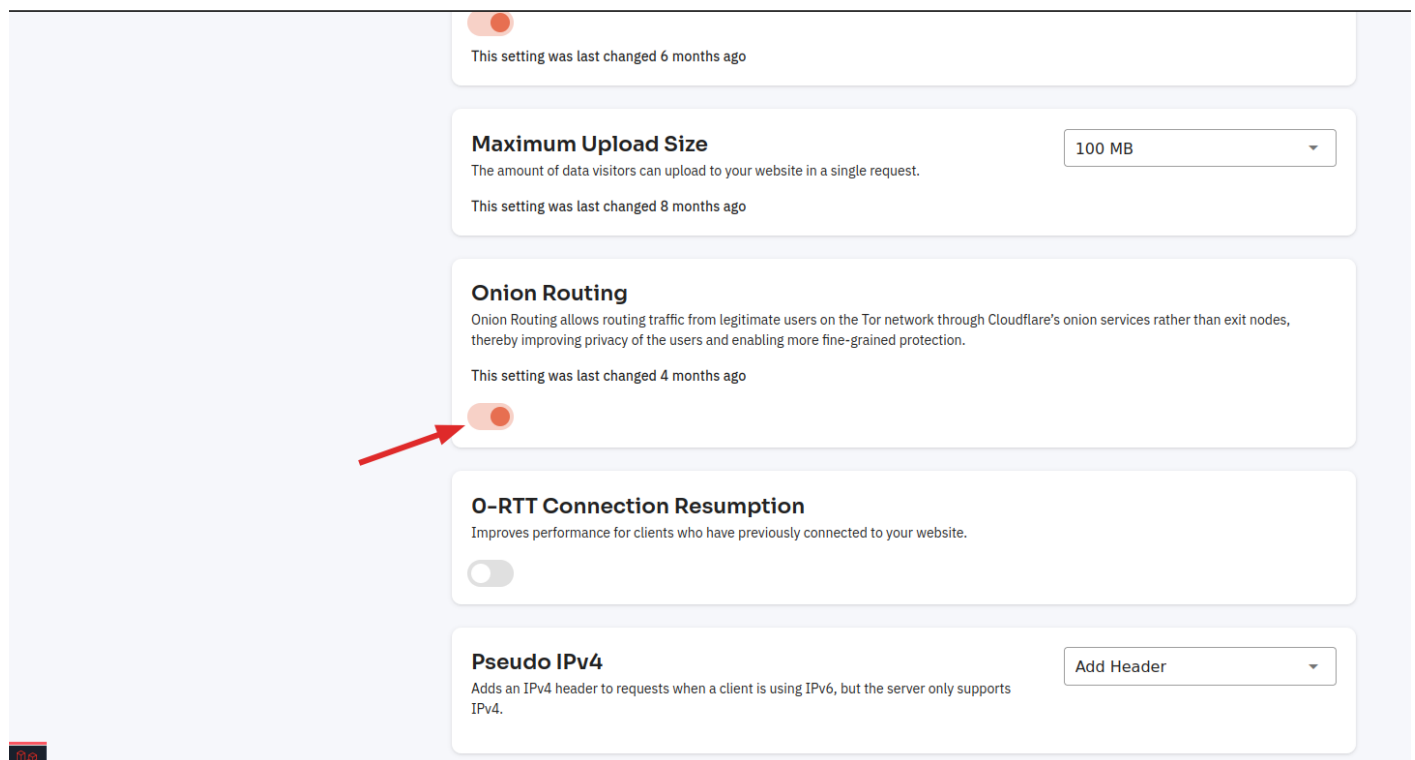 This setting was last changed 6 months ago
Maximum Upload Size
100 MB
The amount of data visitors can upload to your website in a single request.
This setting was last changed 8 months ago
Onion Routing
Onion Routing allows routing traffic from legitimate users on the Tor network through Cloudflare’s onion services rather than exit nodes,
thereby improving privacy of the users and enabling more fine-grained protection.
This setting was last changed 4 months ago
0-RTT Connection Resumption
Improves performance for clients who have previously connected to your website.
Pseudo IPv4
Add Header
Adds an IPv4 header to requests when a client is using IPv6, but the server only supports
IPv4.